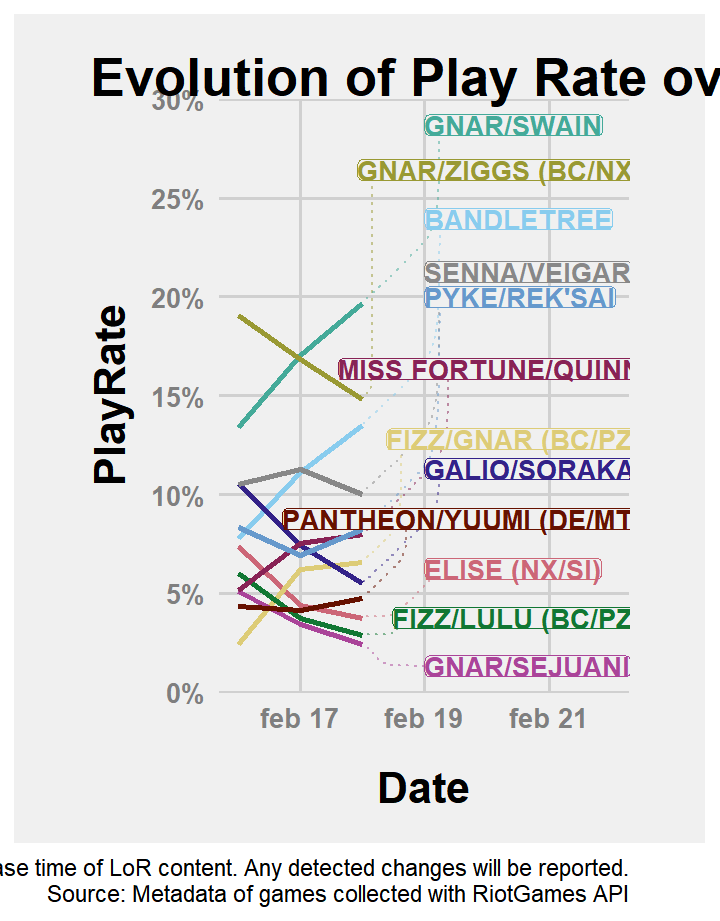 Evolution of Play Rate ov
30%
GNAR/SWAIN
GNAR/ZIGGS (BC/NX
25%
BANDLETREE
SENNA/VEIGAR
20%
PYKE/REK'SAI
PlayRate
MISS FORTUNE/QUINN
15%
FIZZ/GNAR (BC/PZ
GALIO/SORAKA
10%
PANTHEON/YUUMI (DE/MT
ELISE (NX/SI)
5%
FIZZ/LULU (BC/PZ
GNAR/SEJUANI
0%
feb 17 feb 19 feb 21
Date
ase time of LoR content. Any detected changes will be reported.
Source: Metadata of games collected with RiotGames API